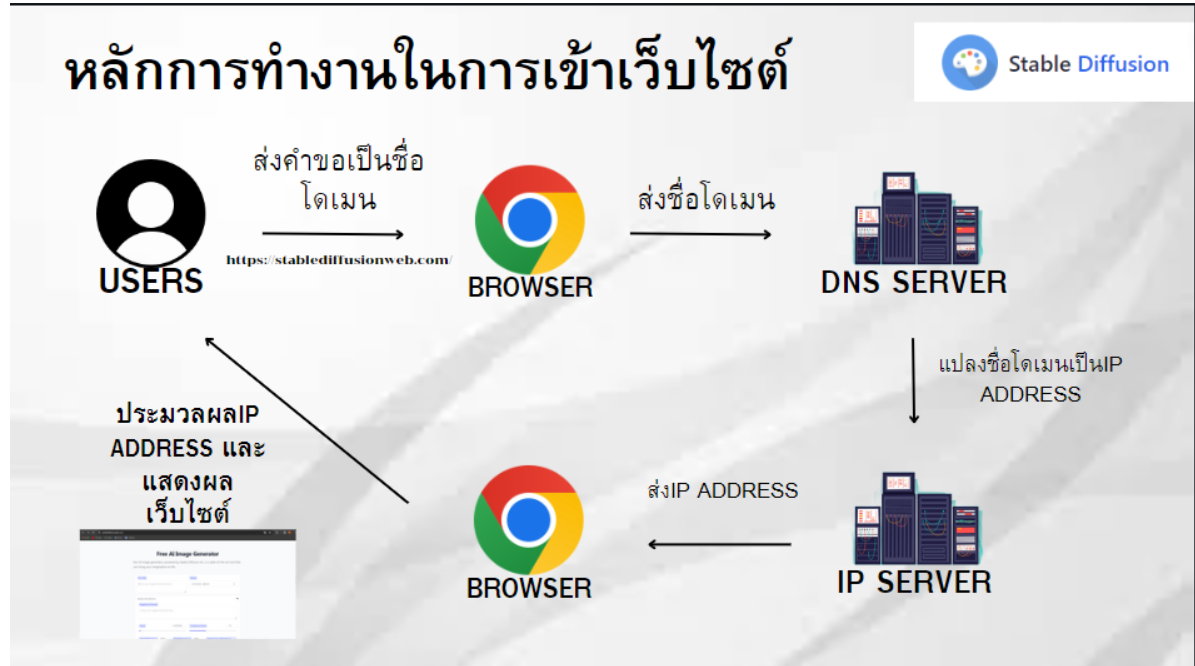 หลักการทำงานในการเข้าเว็บไซต์
Stable Diffusion
ส่งคำขอเป็นชื่อ
โดเมน
https://stablediffusionweb.com/
USERS
BROWSER
ส่งชื่อโดเมน
DNS SERVER
แปลงชื่อโดเมนเป็นIP
ADDRESS
IP SERVER
ส่งIP ADDRESS
BROWSER
ประมวลผลIP
ADDRESS และ
แสดงผล
เว็บไซต์
Free AI Image Generator